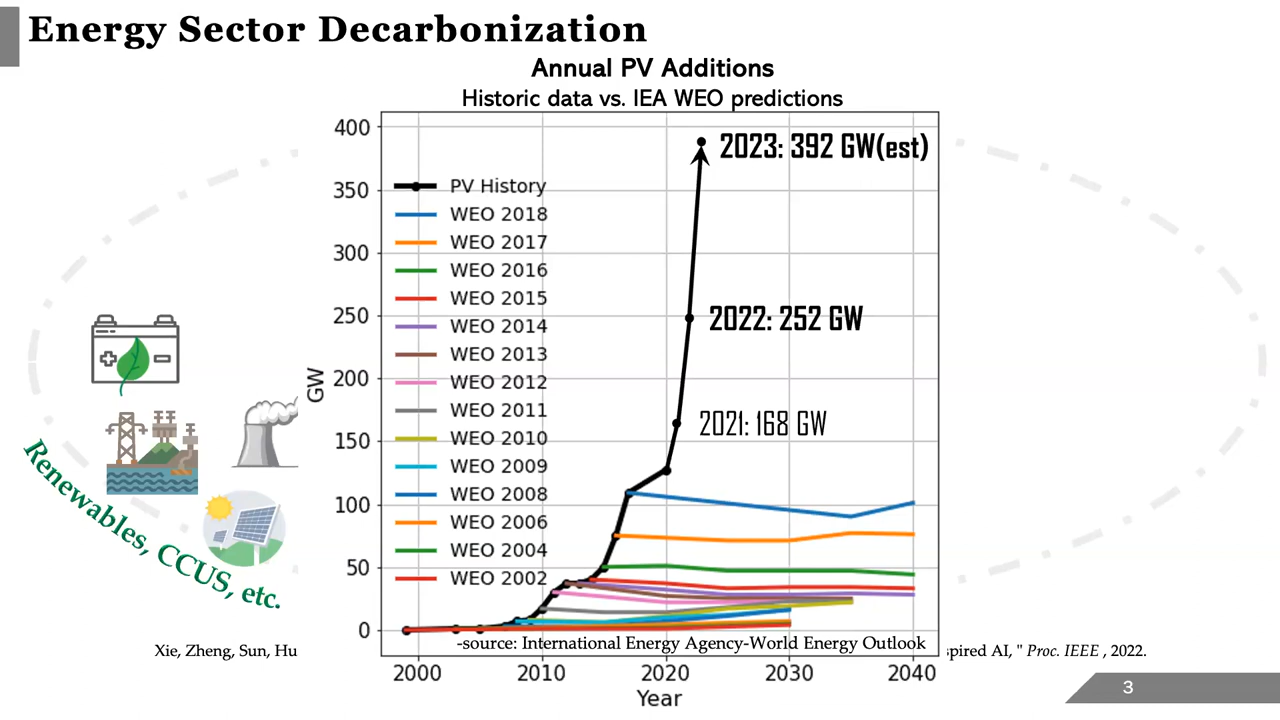 Energy Sector Decarbonization
Annual PV Additions
Historic data vs. IEA WEO predictions
400
350
300
250
200
150
100
50
0
GW
PV History
WEO 2018
WEO 2017
WEO 2016
WEO 2015
WEO 2014
WEO 2013
WEO 2012
WEO 2011
WEO 2010
WEO 2009
WEO 2008
WEO 2006
WEO 2004
WEO 2002
2023: 392 GW(est)
2022: 252 GW
2021: 168 GW
Renewables, CCUS, etc.
-source: International Energy Agency-World Energy Outlook
Xie, Zheng, Sun, Hu
spired AI, " Proc. IEEE , 2022.
2000 2010 2020 2030 2040
Year
3